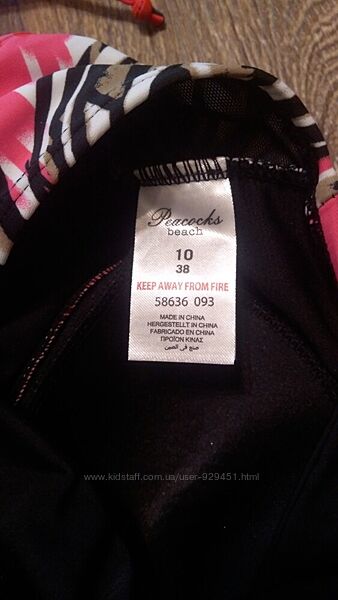 Peacocks
beach
10
38
KEEP AWAY FROM FIRE
58636 093
MADE IN CHINA
HERGESTELLT IN CHINA
FABRICADO EN CHINA
ΠΡΟΪΟΝ ΚΙΝΑΣ
صنع في الصين
www.kidstaff.com.ua/user-929451.html